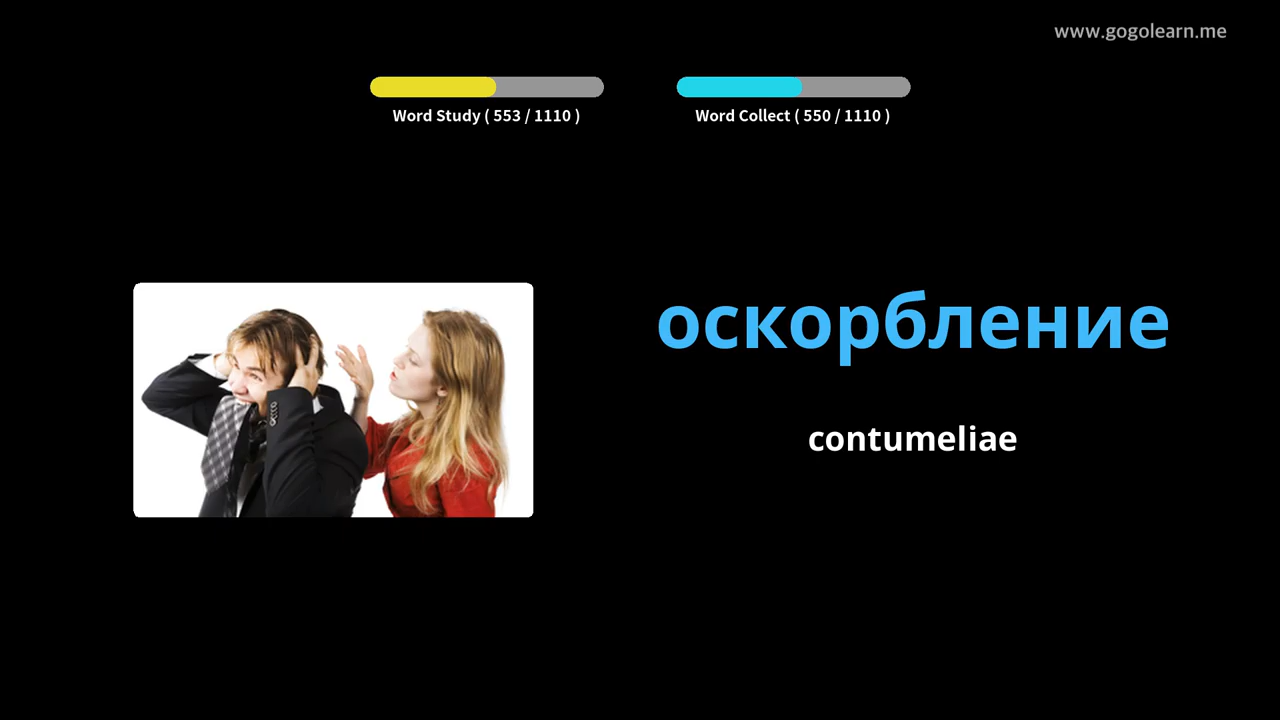 www.gogolearn.me
Word Study ( 553 / 1110 )
Word Collect ( 550 / 1110 )
оскорбление
contumeliae